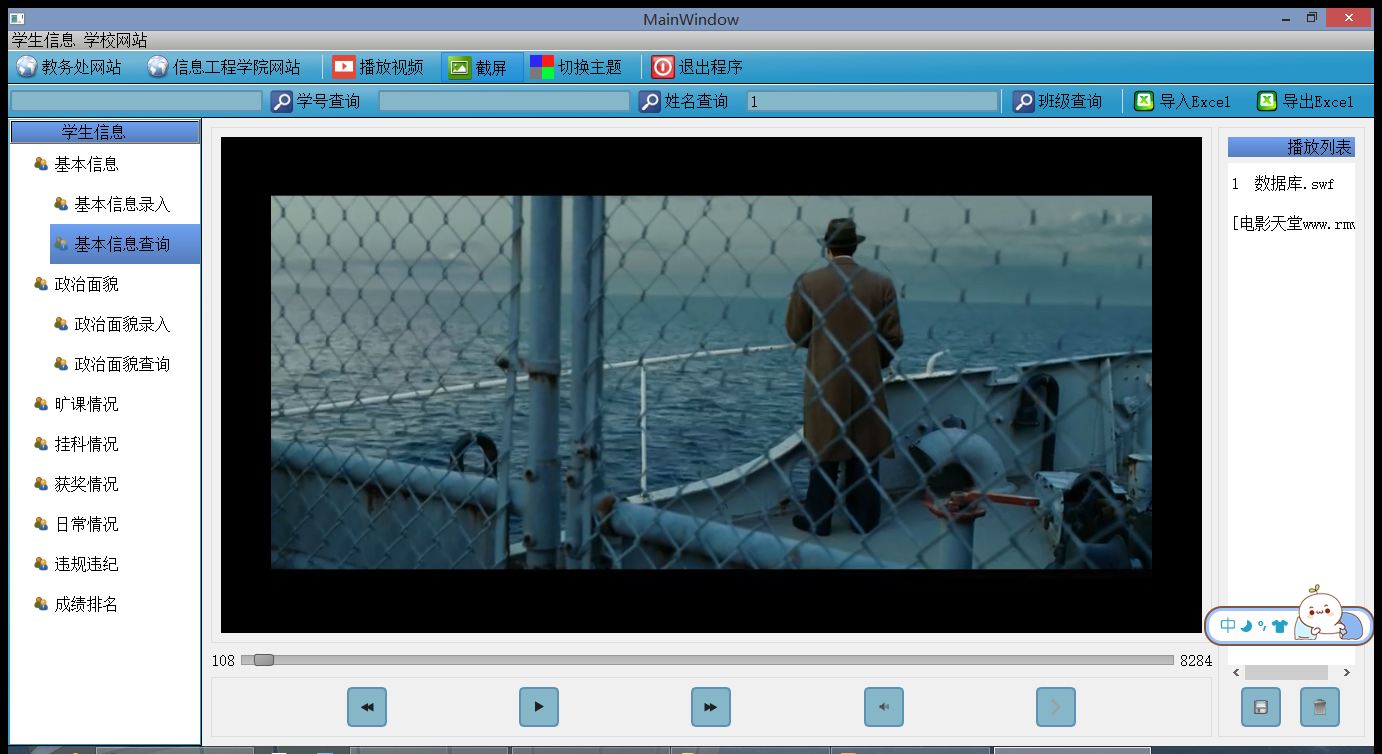 MainWindow
学生信息 学校网站
教务处网站 信息工程学院网站 播放视频 截屏 切换主题 退出程序
学号查询 姓名查询 1 班级查询 导入Excel 导出Excel
学生信息
基本信息
基本信息录入
基本信息查询
政治面貌
政治面貌录入
政治面貌查询
旷课情况
挂科情况
获奖情况
日常情况
违规违纪
成绩排名
播放列表
1 数据库.swf
[电影天堂www.rmv
中
108 8284